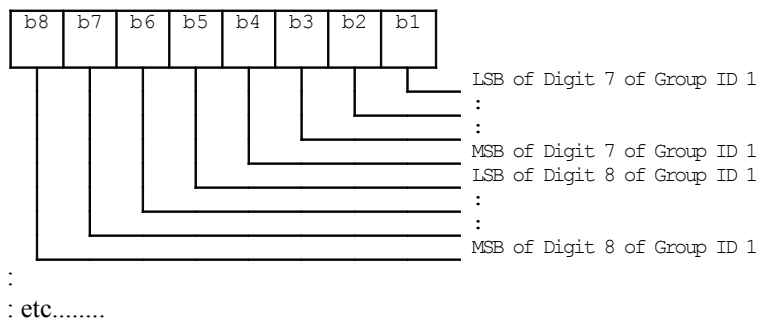 b8 b7 b6 b5 b4 b3 b2 b1
LSB of Digit 7 of Group ID 1
:
:
MSB of Digit 7 of Group ID 1
LSB of Digit 8 of Group ID 1
:
:
MSB of Digit 8 of Group ID 1
:
: etc........